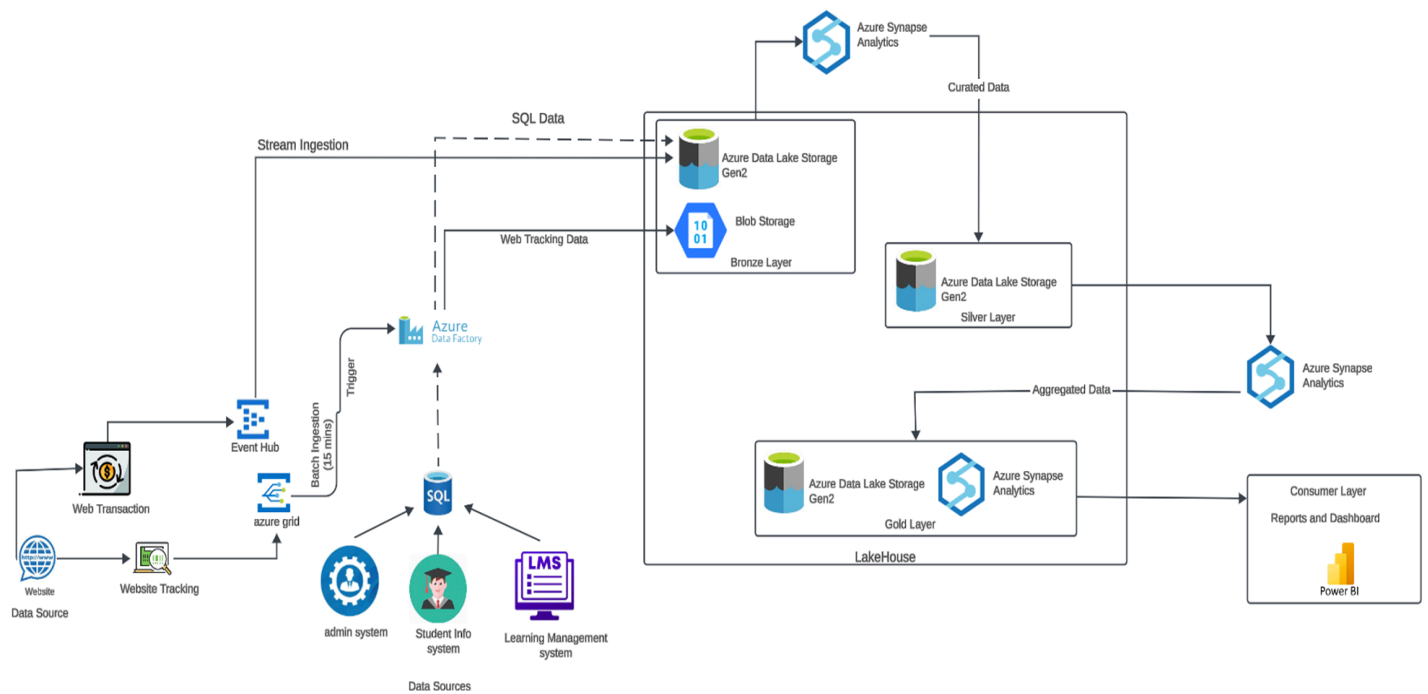 Azure Synapse
Analytics
Curated Data
SQL Data
Stream Ingestion
Azure Data Lake Storage
Gen2
Blob Storage
10
01
Bronze Layer
Web Tracking Data
Azure Data Lake Storage
Gen2
Silver Layer
Azure
Data Factory
Trigger
Batch Ingestion
(15 mins)
Azure Synapse
Analytics
Aggregated Data
Event Hub
Web Transaction
azure grid
SQL
Azure Data Lake Storage
Gen2
Azure Synapse
Analytics
Gold Layer
LakeHouse
Consumer Layer
Reports and Dashboard
Power BI
http://www
Website
Data Source
Website Tracking
LMS
admin system
Student Info
system
Learning Management
system
Data Sources